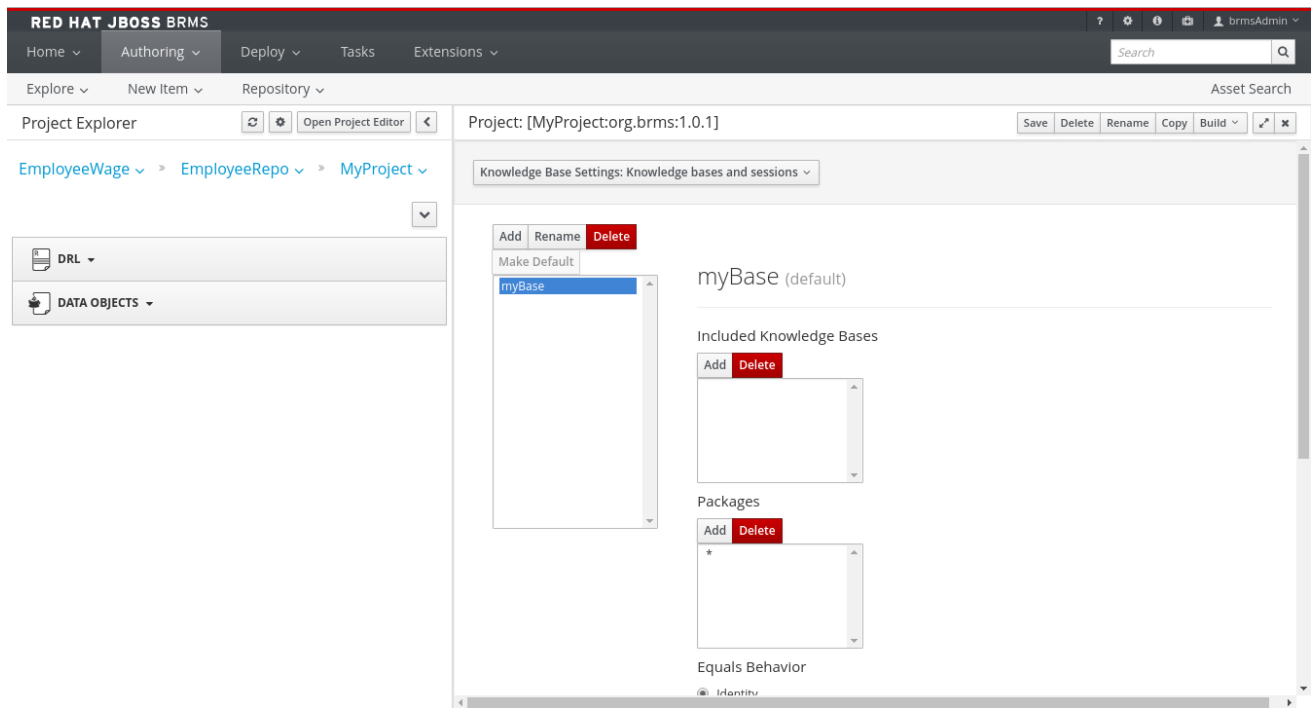 RED HAT JBOSS BRMS
? brmsAdmin
Home Authoring Deploy Tasks Extensions Search
Explore New Item Repository Asset Search
Project Explorer Open Project Editor
Project: [MyProject:org.brms:1.0.1] Save Delete Rename Copy Build
EmployeeWage » EmployeeRepo » MyProject
Knowledge Base Settings: Knowledge bases and sessions
DRL
DATA OBJECTS
Add Rename Delete
Make Default
myBase
myBase (default)
Included Knowledge Bases
Add Delete
Packages
Add Delete
*
Equals Behavior
Identity